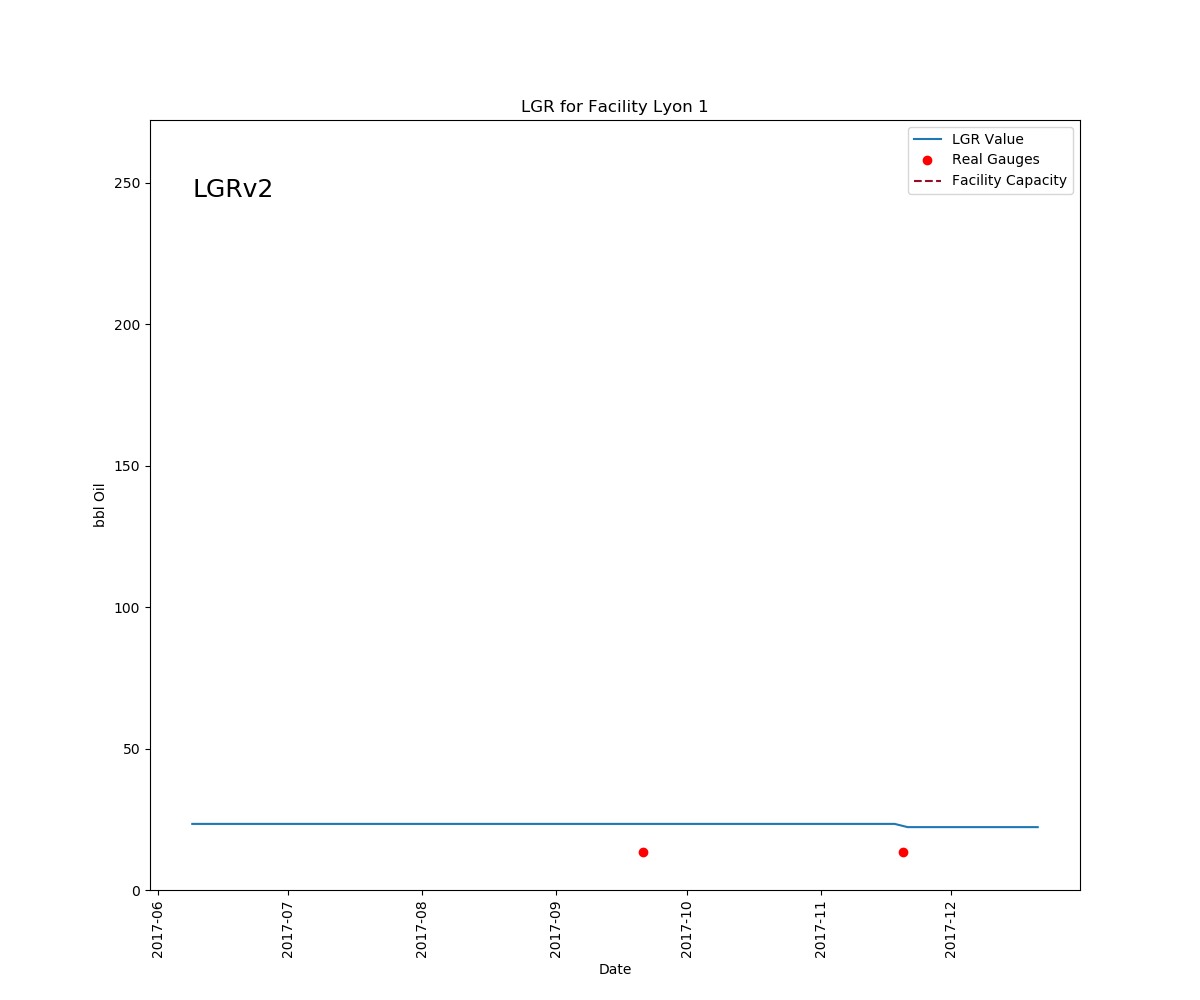 LGR for Facility Lyon 1
LGR Value
Real Gauges
Facility Capacity
LGRv2
250
200
150
100
50
0
bbl Oil
2017-06
2017-07
2017-08
2017-09
2017-10
2017-11
2017-12
Date